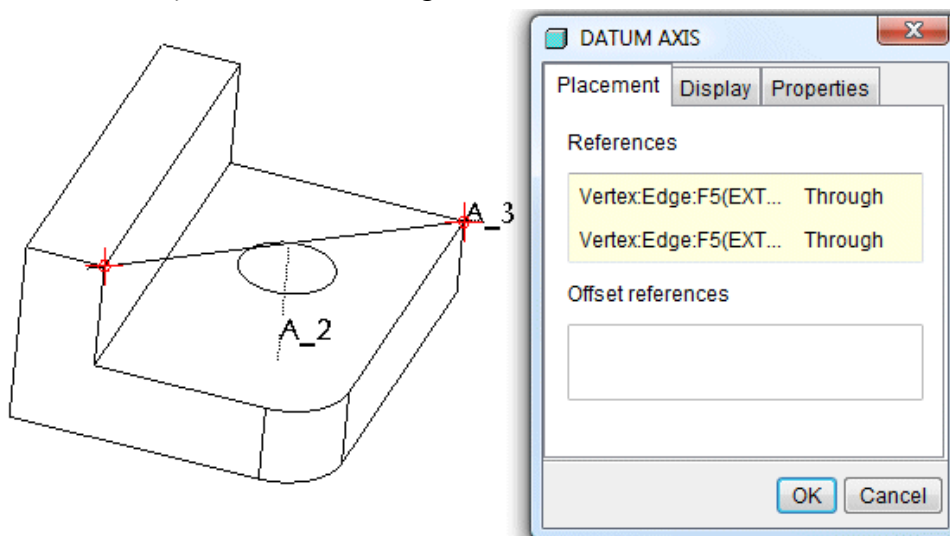 DATUM AXIS
Placement Display Properties
References
Vertex:Edge:F5(EXT... Through
Vertex:Edge:F5(EXT... Through
Offset references
OK Cancel
A_3
A_2